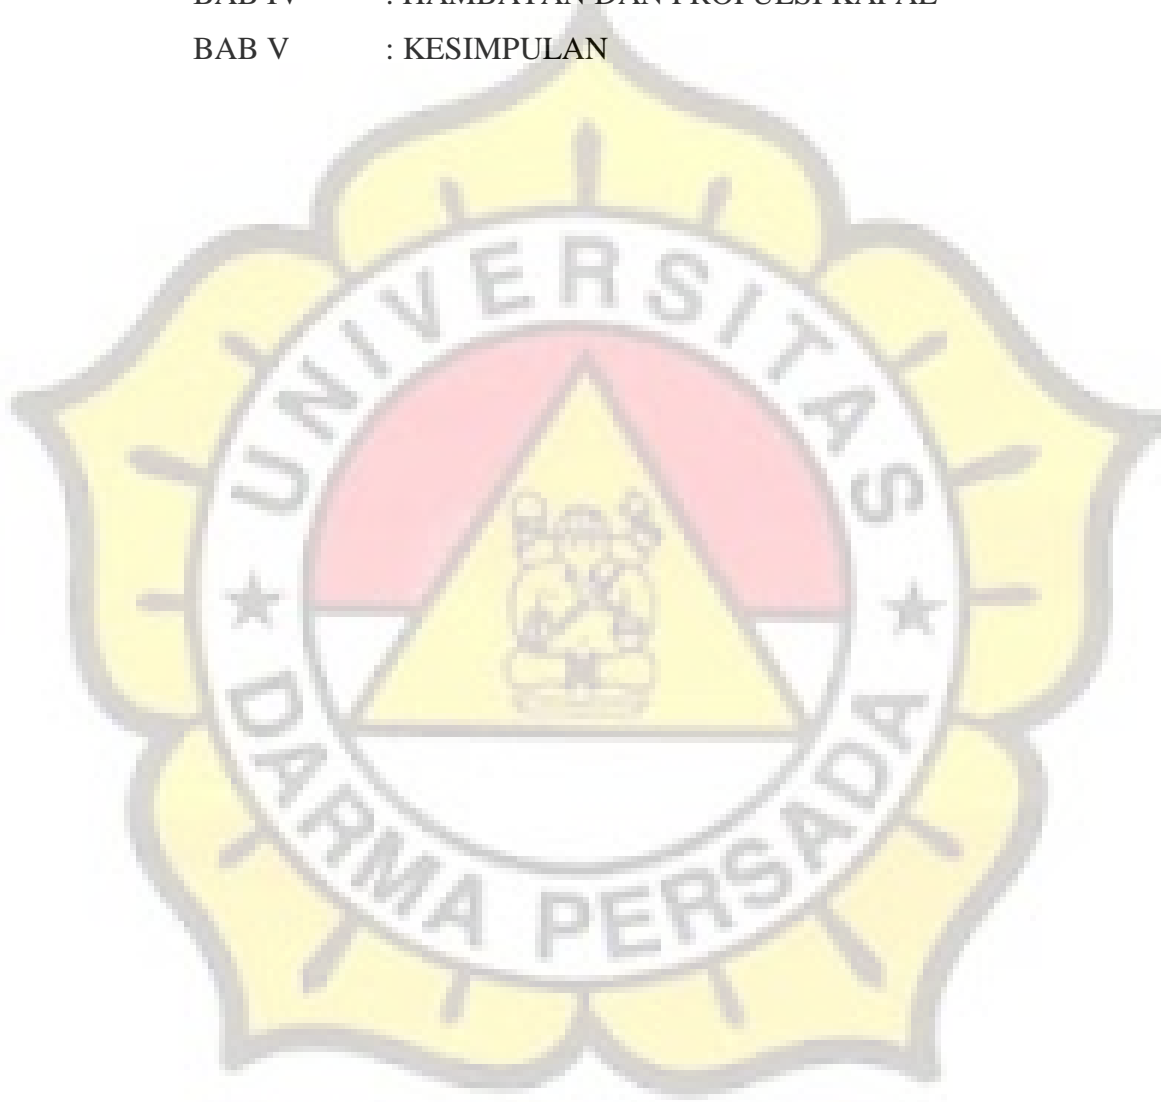 BAB IV : HAMBATAN DAN PROPULSI KAPAL
BAB V : KESIMPULAN
UNIVERSITAS
DARMA PERSADA